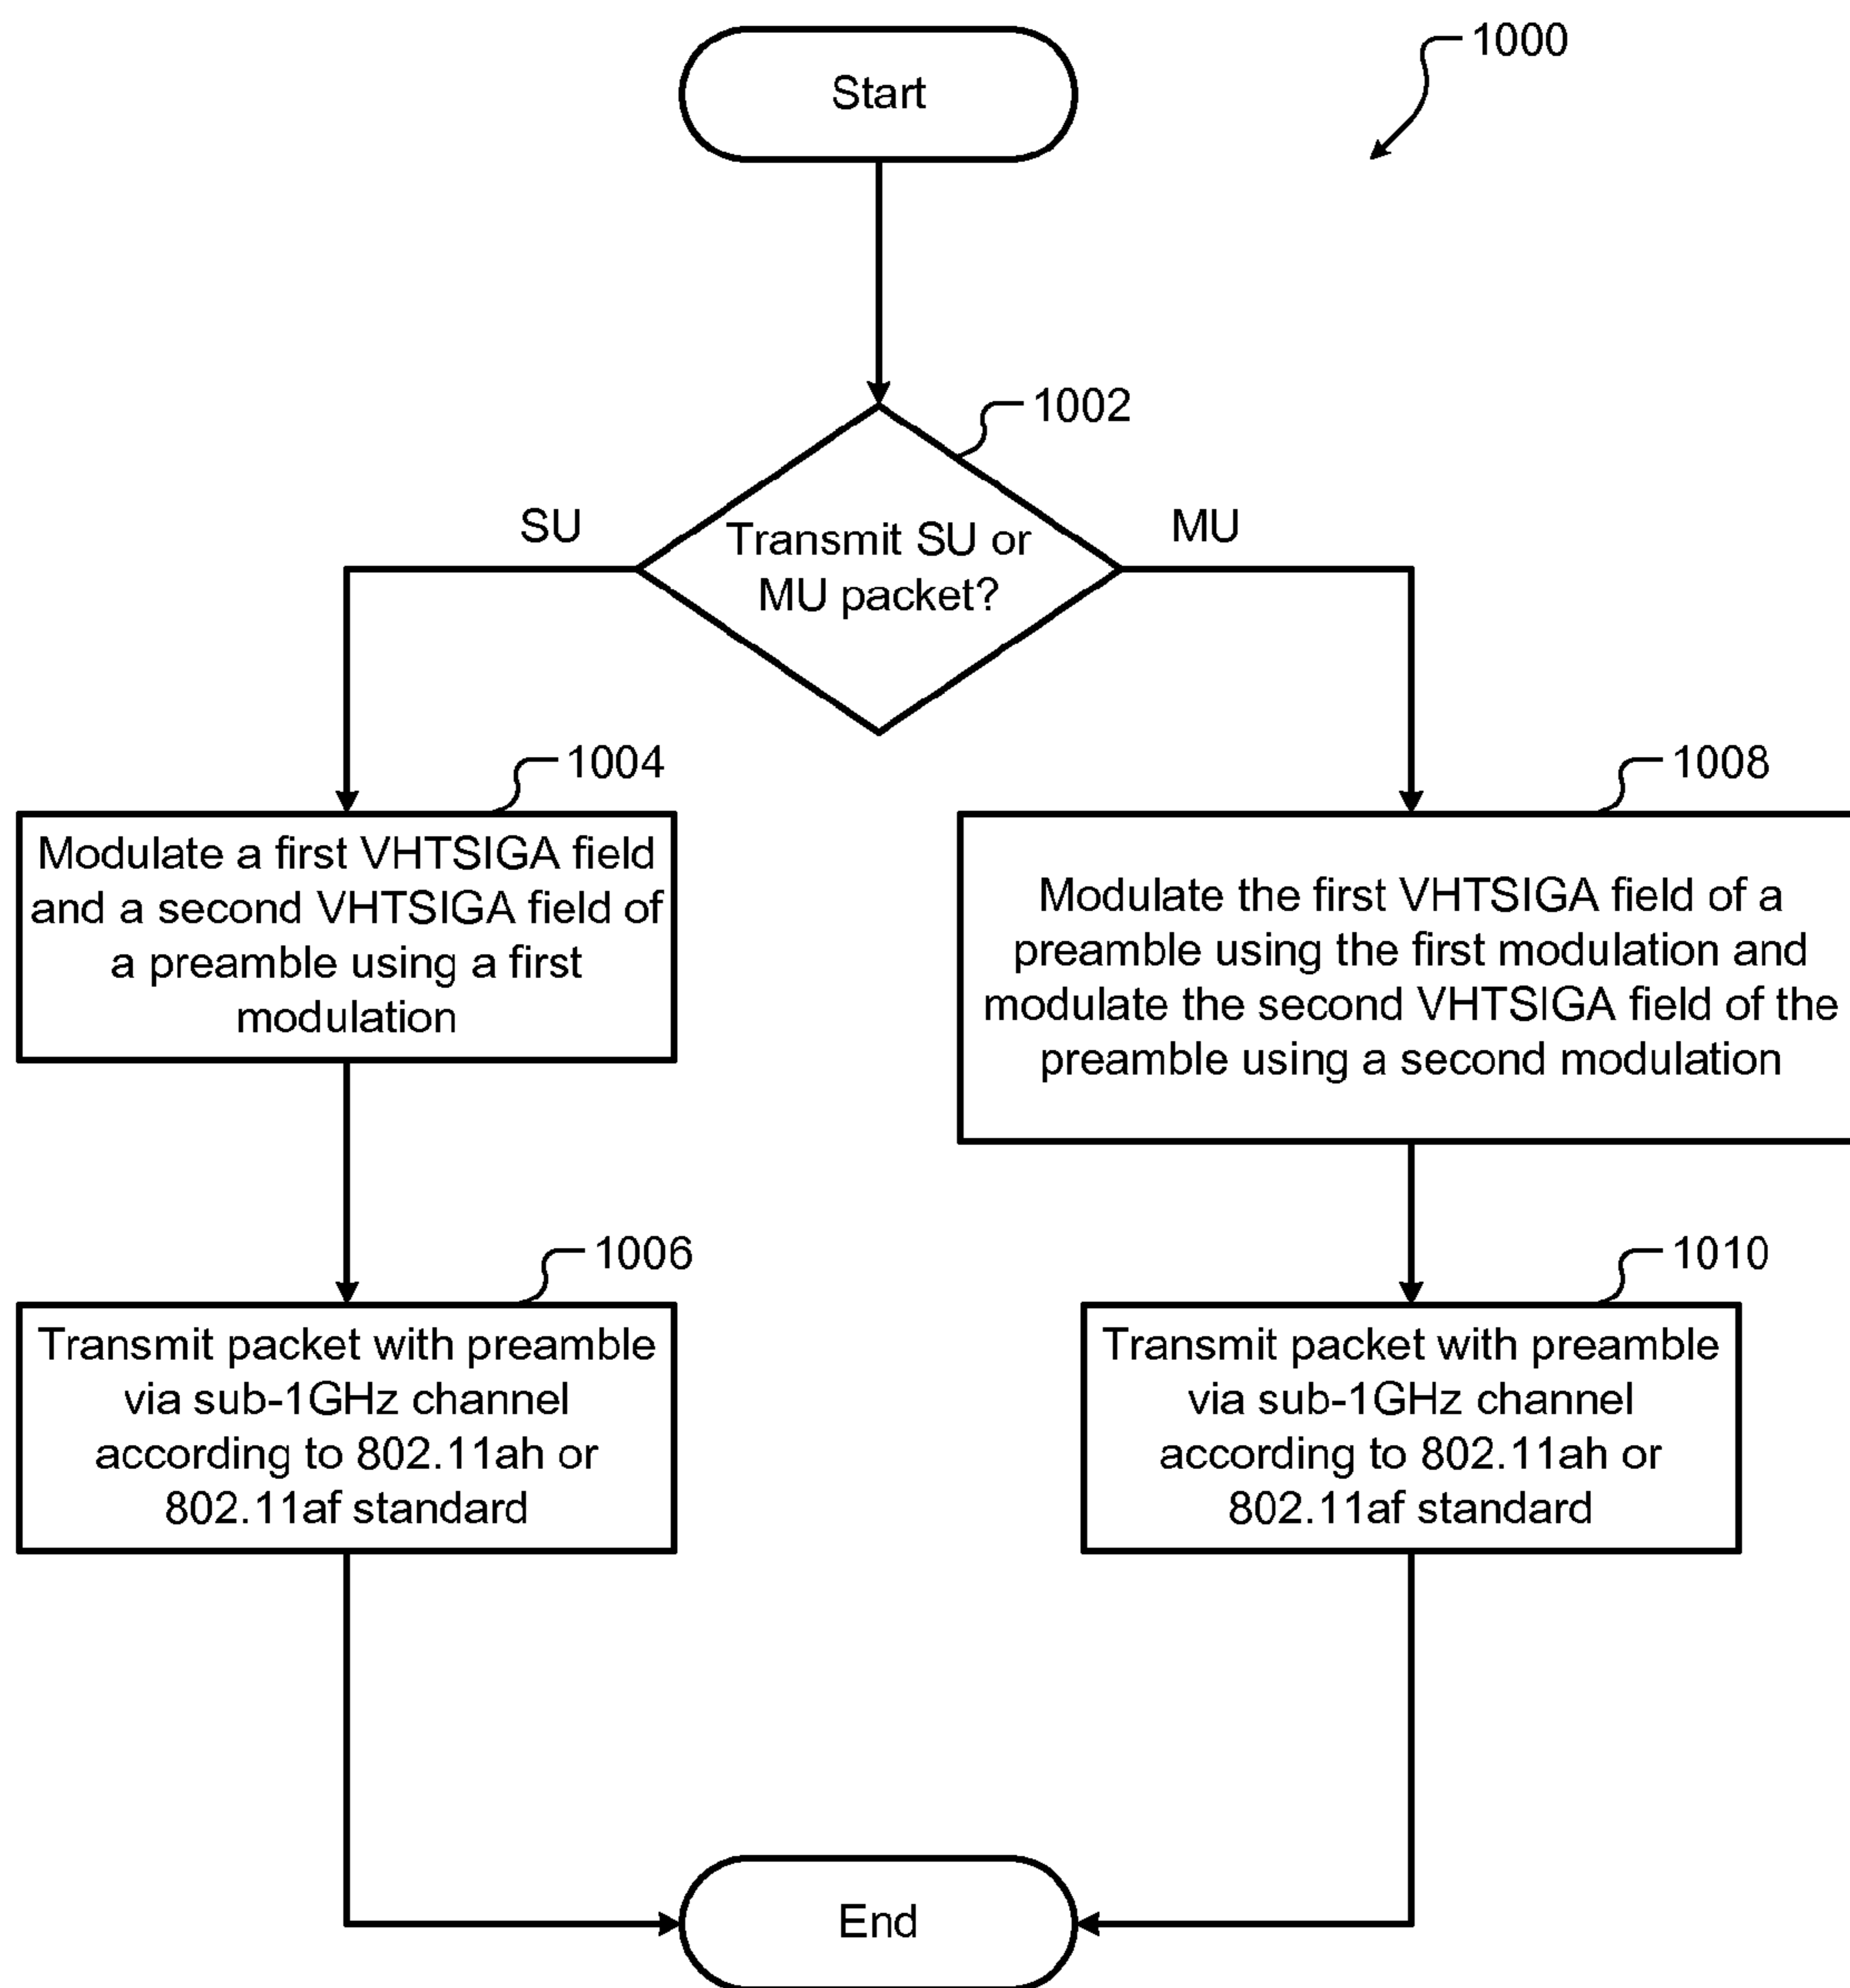 1000
Start
1002
SU
MU
Transmit SU or
MU packet?
1004
Modulate a first VHTSIGA field
and a second VHTSIGA field of
a preamble using a first
modulation
1008
Modulate the first VHTSIGA field of a
preamble using the first modulation and
modulate the second VHTSIGA field of the
preamble using a second modulation
1006
Transmit packet with preamble
via sub-1GHz channel
according to 802.11ah or
802.11af standard
1010
Transmit packet with preamble
via sub-1GHz channel
according to 802.11ah or
802.11af standard
End